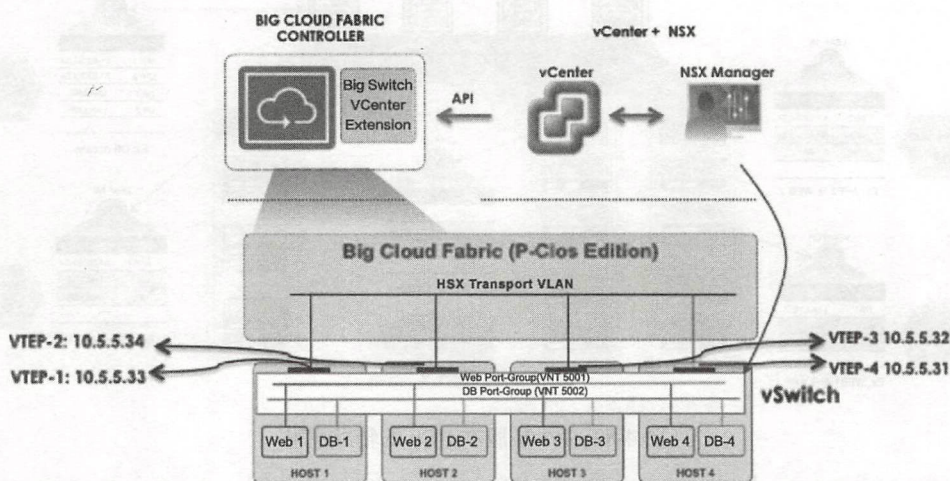 BIG CLOUD FABRIC
CONTROLLER
vCenter + NSX
Big Switch
VCenter
Extension
API
vCenter
NSX Manager
Big Cloud Fabric (P-Clos Edition)
HSX Transport VLAN
VTEP-2: 10.5.5.34
VTEP-1: 10.5.5.33
VTEP-3 10.5.5.32
VTEP-4 10.5.5.31
Web Port-Group(VNT 5001)
DB Port-Group (VNT 5002)
vSwitch
Web 1 DB-1 Web 2 DB-2 Web 3 DB-3 Web 4 DB-4
HOST 1 HOST 2 HOST 3 HOST 4